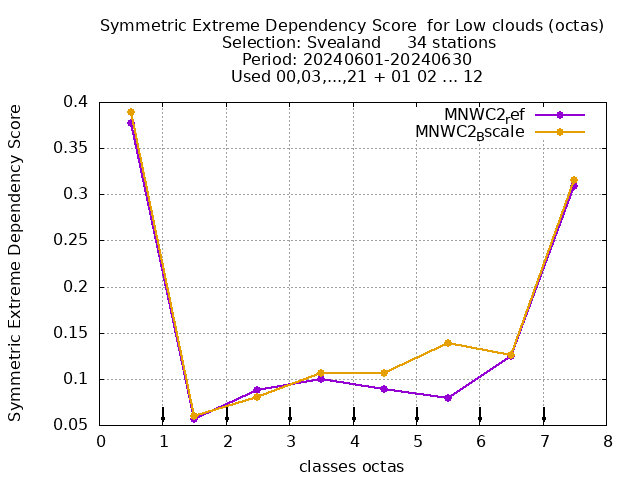 Symmetric Extreme Dependency Score  for Low clouds (octas)
Selection: Svealand     34 stations
Period: 20240601-20240630
Used 00,03,...,21 + 01 02 ... 12
MNWC2ref
MNWC2Bscale
Symmetric Extreme Dependency Score
0.4
0.35
0.3
0.25
0.2
0.15
0.1
0.05
0 1 2 3 4 5 6 7 8
classes octas